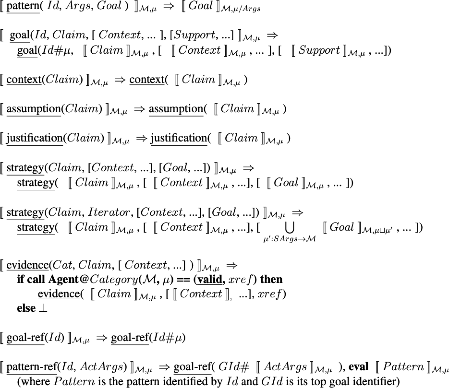 ⟦ pattern( Id, Args, Goal ) ⟧ℳ,μ ⇒ ⟦ Goal ⟧ℳ,μ/Args
⟦ goal(Id, Claim, [ Context, ... ], [Support, ...] ⟧ℳ,μ ⇒
goal(Id#μ, ⟦ Claim ⟧ℳ,μ , [ ⟦ Context ⟧ℳ,μ , ... ], [ ⟦ Support ⟧ℳ,μ , ...])
⟦ context(Claim) ⟧ℳ,μ ⇒ context( ⟦ Claim ⟧ℳ,μ )
⟦ assumption(Claim) ⟧ℳ,μ ⇒ assumption( ⟦ Claim ⟧ℳ,μ )
⟦ justification(Claim) ⟧ℳ,μ ⇒ justification( ⟦ Claim ⟧ℳ,μ )
⟦ strategy(Claim, [Context, ...], [Goal, ...]) ⟧ℳ,μ ⇒
strategy( ⟦ Claim ⟧ℳ,μ , [ ⟦ Context ⟧ℳ,μ , ... ], [ ⟦ Goal ⟧ℳ,μ , ... ])
⟦ strategy(Claim, Iterator, [Context, ...], [Goal, ...]) ⟧ℳ,μ ⇒
strategy( ⟦ Claim ⟧ℳ,μ , [ ⟦ Context ⟧ℳ,μ , ... ], [ ⋃μ′:SArgs→ℳ ⟦ Goal ⟧ℳ,μ⊔μ′ , ... ])
⟦ evidence(Cat, Claim, [ Context, ... ] ) ⟧ℳ,μ ⇒
if call Agent@Category(ℳ, μ) == (valid, xref) then
evidence( ⟦ Claim ⟧ℳ,μ , [ ⟦ Context ⟧, ...], xref)
else ⊥
⟦ goal-ref(Id) ⟧ℳ,μ ⇒ goal-ref(Id#μ)
⟦ pattern-ref(Id, ActArgs) ⟧ℳ,μ ⇒ goal-ref( GId# ⟦ ActArgs ⟧ℳ,μ ), eval ⟦ Pattern ⟧ℳ,μ
(where Pattern is the pattern identified by Id and GId is its top goal identifier)